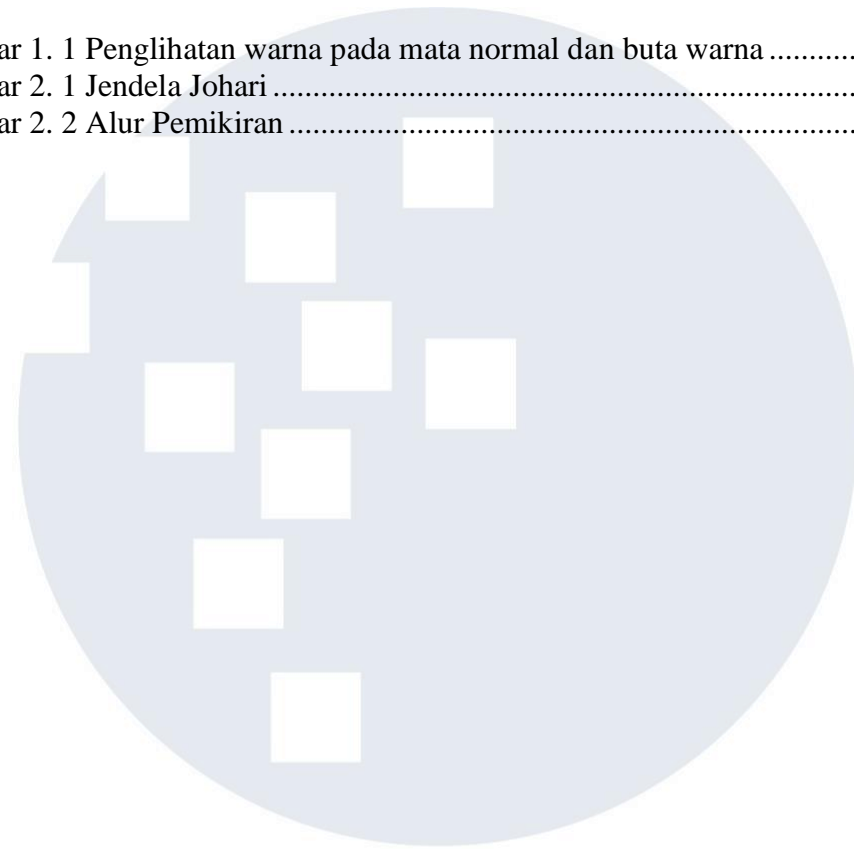 ar 1. 1 Penglihatan warna pada mata normal dan buta warna ...........
ar 2. 1 Jendela Johari ..........................................................................
ar 2. 2 Alur Pemikiran ........................................................................